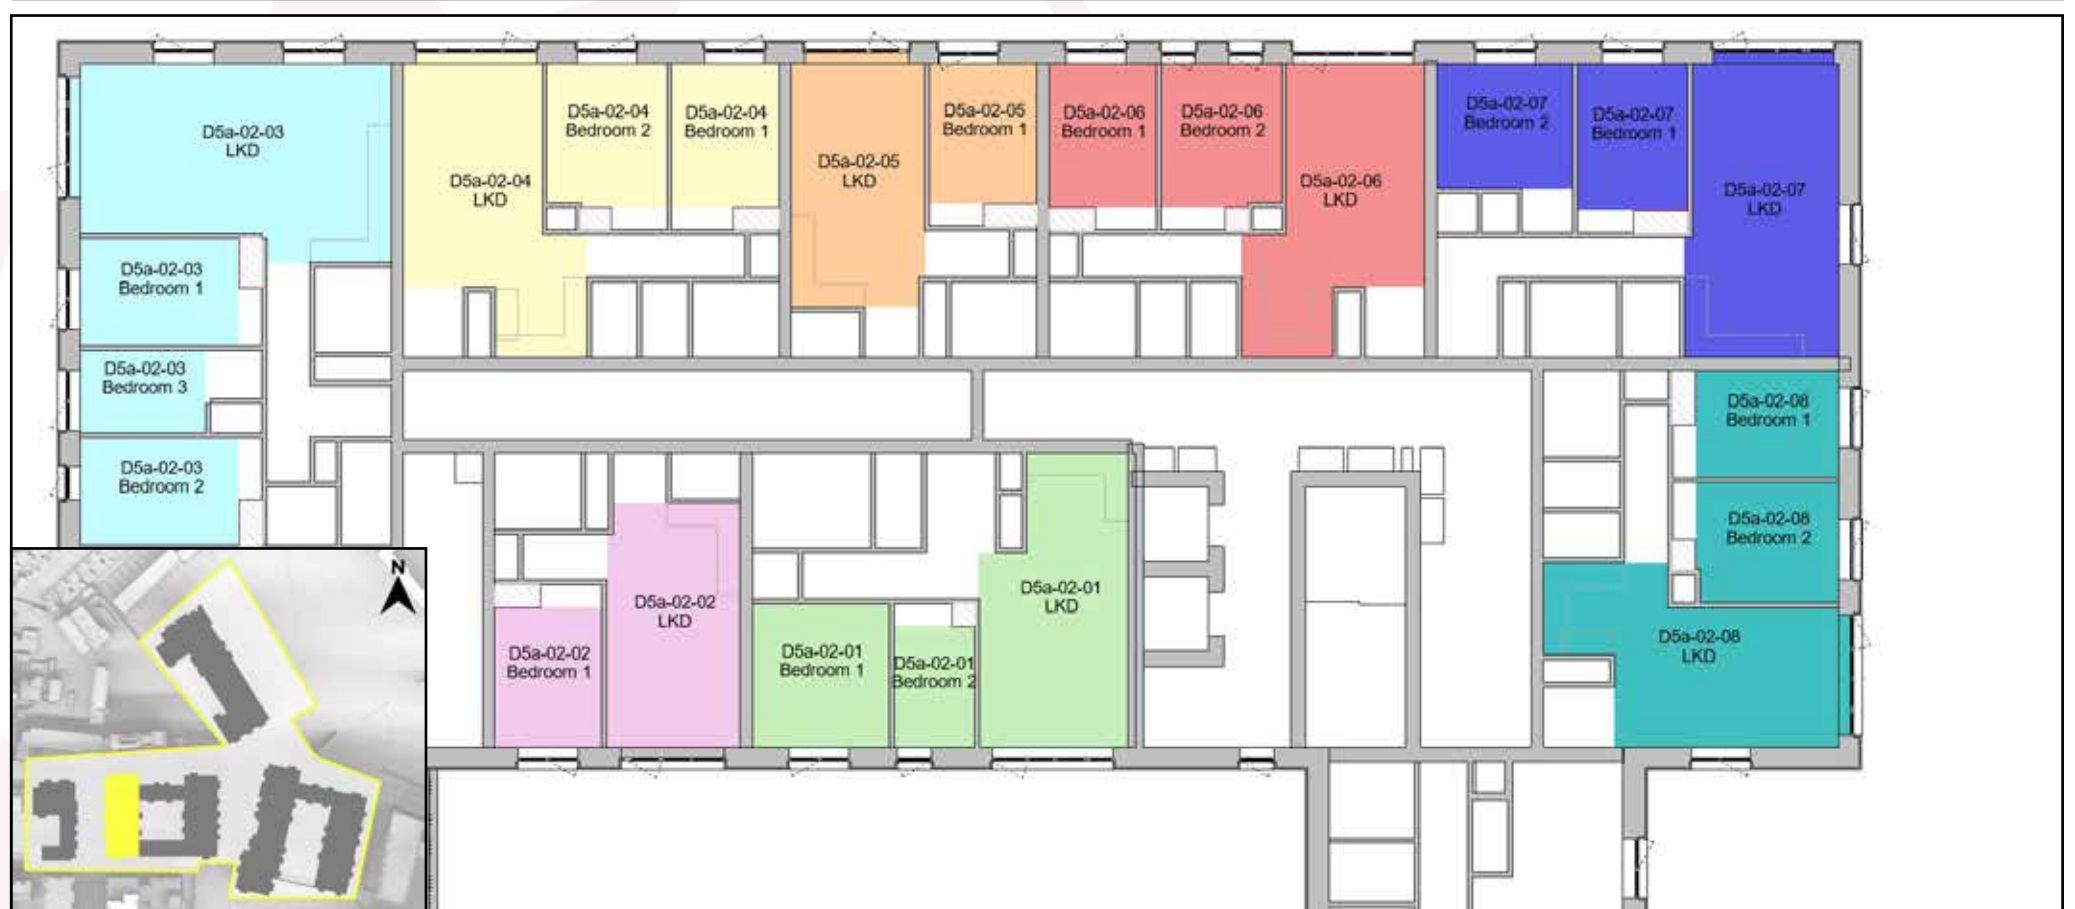 D5a-02-03
LKD
D5a-02-04
LKD
D5a-02-04
Bedroom 2
D5a-02-04
Bedroom 1
D5a-02-05
LKD
D5a-02-05
Bedroom 1
D5a-02-06
Bedroom 1
D5a-02-06
Bedroom 2
D5a-02-06
LKD
D5a-02-07
Bedroom 2
D5a-02-07
Bedroom 1
D5a-02-07
LKD
D5a-02-03
Bedroom 1
D5a-02-03
Bedroom 3
D5a-02-03
Bedroom 2
D5a-02-08
Bedroom 1
D5a-02-08
Bedroom 2
D5a-02-08
LKD
D5a-02-02
Bedroom 1
D5a-02-02
LKD
D5a-02-01
Bedroom 1
D5a-02-01
Bedroom 2
D5a-02-01
LKD
N